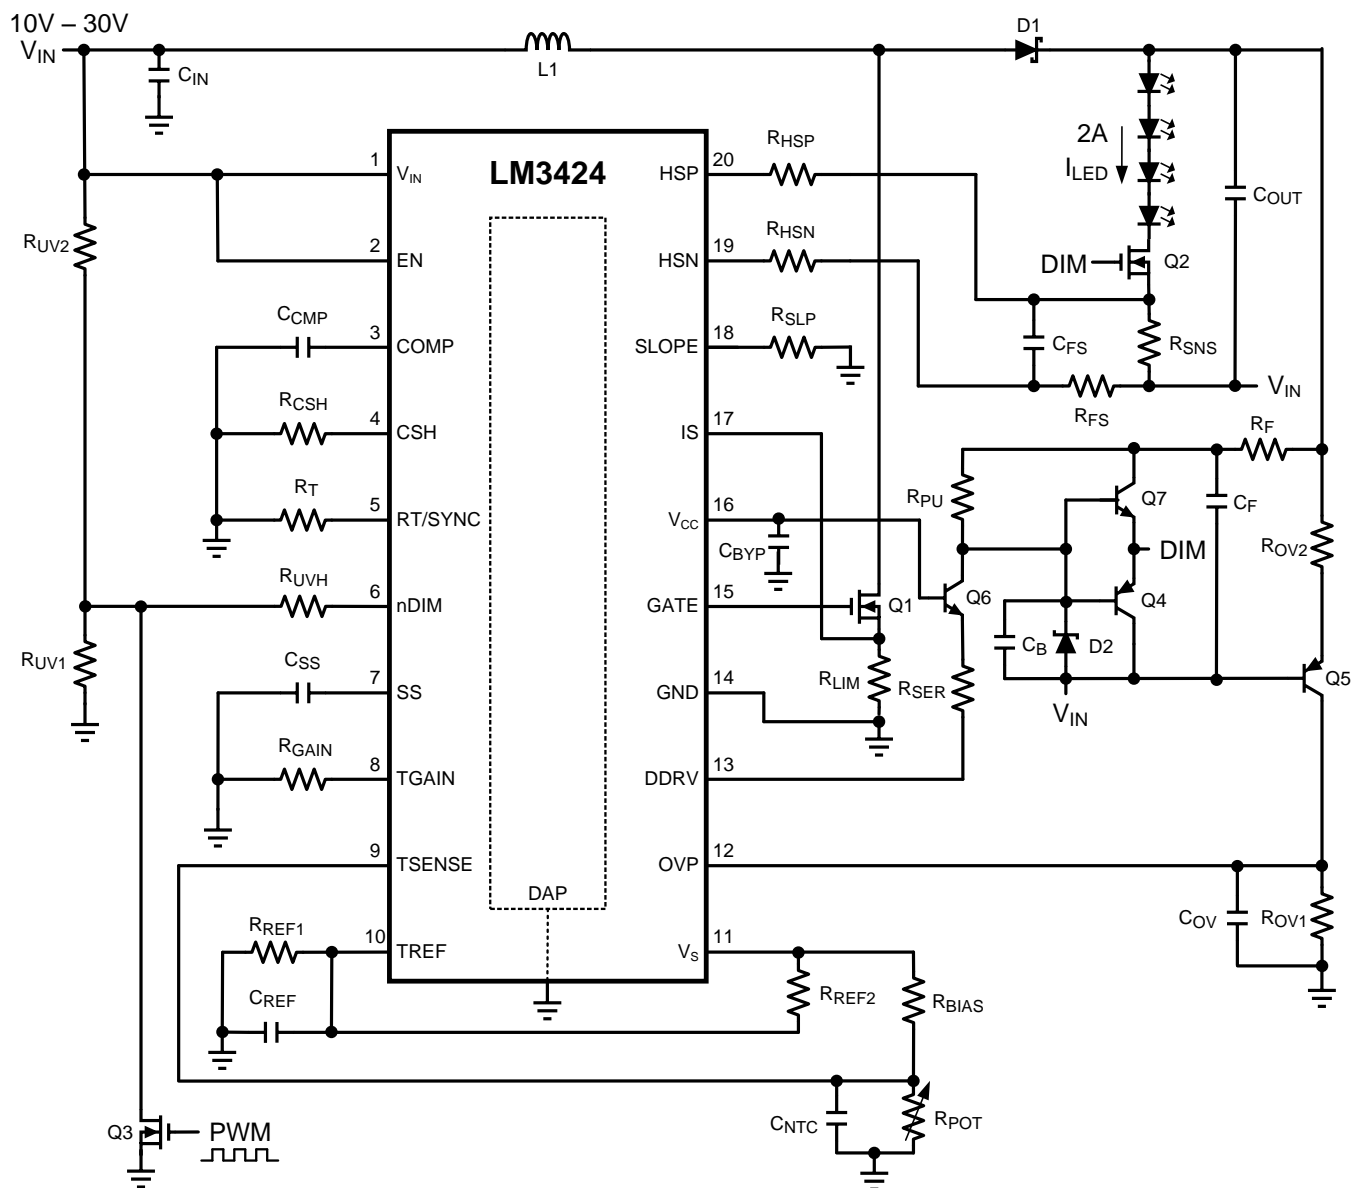 10V – 30V
VIN
CIN
L1
D1
2A
ILED
COUT
RUV2
1
VIN
LM3424
HSP
20
RHSP
2
EN
HSN
19
RHSN
DIM
Q2
CCMP
3
COMP
SLOPE
18
RSLP
CFS
RSNS
RCSH
4
CSH
IS
17
RFS
VIN
RF
RT
5
RT/SYNC
VCC
16
CBYP
RPU
Q7
CF
DIM
ROV2
RUVH
6
nDIM
GATE
15
Q1
Q6
Q4
RUV1
CSS
7
SS
GND
14
RLIM
RSER
CB
D2
VIN
Q5
RGAIN
8
TGAIN
DDRV
13
9
TSENSE
OVP
12
DAP
COV
ROV1
RREF1
10
TREF
VS
11
CREF
RREF2
RBIAS
CNTC
RPOT
Q3
PWM